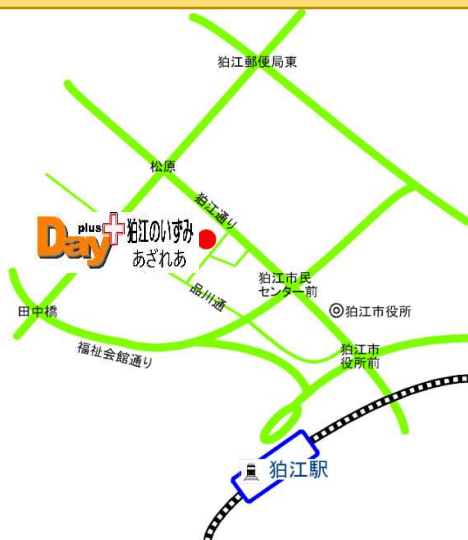 狛江郵便局東
松原
狛江通り
plus
Day
狛江のいずみ
あざれあ
狛江市民
センター前
品川通
田中橋
狛江市役所
福祉会館通り
狛江市
役所前
狛江駅